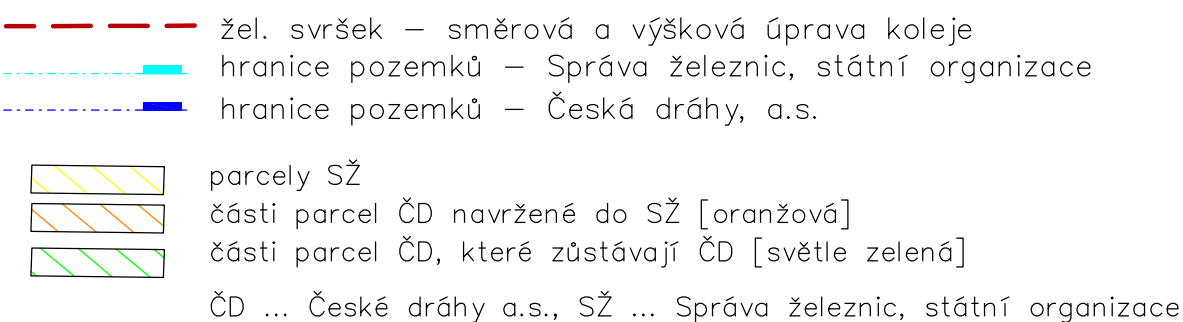 žel. svršek – směrová a výšková úprava koleje
hranice pozemků – Správa železnic, státní organizace
hranice pozemků – Česká dráhy, a.s.
parcely SŽ
části parcel ČD navržené do SŽ [oranžová]
části parcel ČD, které zůstávají ČD [světle zelená]
ČD ... České dráhy a.s., SŽ ... Správa železnic, státní organizace